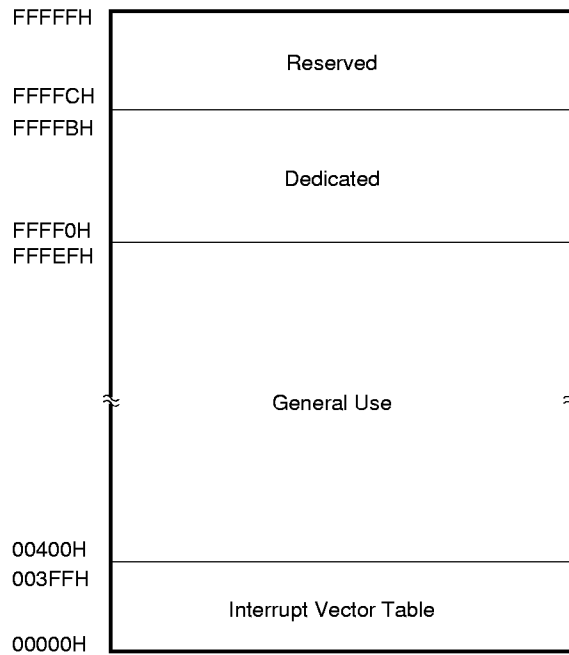 FFFFFH
Reserved
FFFFCH
FFFFBH
Dedicated
FFFF0H
FFFEFH
General Use
00400H
003FFH
Interrupt Vector Table
00000H